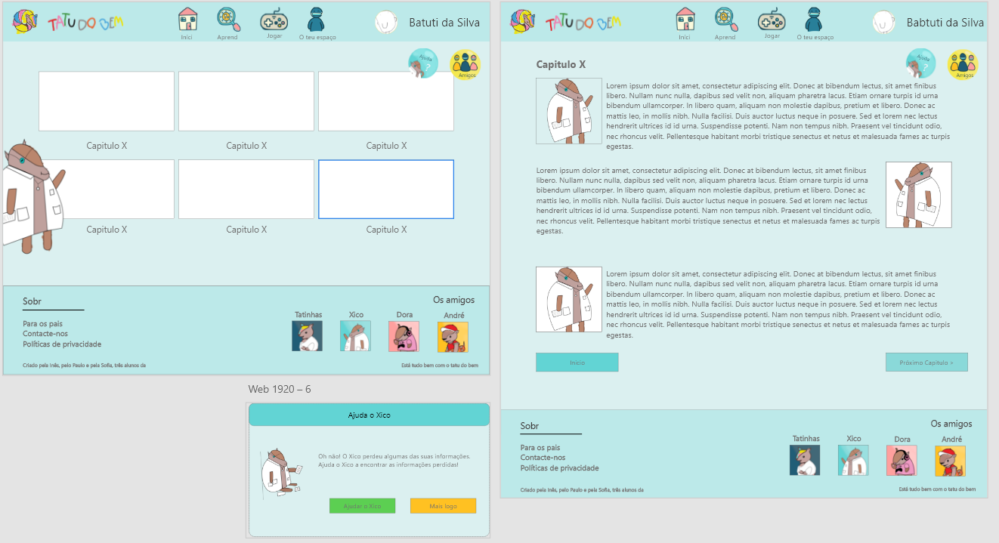 TATU DO BEM
Iníci
Aprend
Jogar
O teu espaço
Batuti da Silva
Ajuda
?
Amigos
Capitulo X
Capitulo X
Capitulo X
Capitulo X
Capitulo X
Capitulo X
Sobr
Para os pais
Contacte-nos
Políticas de privacidade
Os amigos
Tatinhas
Xico
Dora
André
Criado pela Inês, pelo Paulo e pela Sofia, três alunos da
Está tudo bem com o tatu do bem
Web 1920 – 6
Ajuda o Xico
Oh não! O Xico perdeu algumas das suas informações.
Ajuda o Xico a encontrar as informações perdidas!
Ajudar o Xico
Mais logo
TATU DO BEM
Iníci
Aprend
Jogar
O teu espaço
Babtuti da Silva
Ajuda
?
Amigos
Capitulo X
Lorem ipsum dolor sit amet, consectetur adipiscing elit. Donec at bibendum lectus, sit amet finibus
libero. Nullam nunc nulla, dapibus sed velit non, aliquam pharetra lacus. Etiam ornare turpis id urna
bibendum ullamcorper. In libero quam, aliquam non molestie dapibus, pretium et libero. Donec ac
mattis leo, in mollis nibh. Nulla facilisi. Duis auctor luctus neque in posuere. Sed et lorem nec lectus
hendrerit ultrices id id urna. Suspendisse potenti. Nam non tempus nibh. Praesent vel tincidunt odio,
nec rhoncus velit. Pellentesque habitant morbi tristique senectus et netus et malesuada fames ac turpis
egestas.
Lorem ipsum dolor sit amet, consectetur adipiscing elit. Donec at bibendum lectus, sit amet finibus
libero. Nullam nunc nulla, dapibus sed velit non, aliquam pharetra lacus. Etiam ornare turpis id urna
bibendum ullamcorper. In libero quam, aliquam non molestie dapibus, pretium et libero. Donec ac
mattis leo, in mollis nibh. Nulla facilisi. Duis auctor luctus neque in posuere. Sed et lorem nec lectus
hendrerit ultrices id id urna. Suspendisse potenti. Nam non tempus nibh. Praesent vel tincidunt odio,
nec rhoncus velit. Pellentesque habitant morbi tristique senectus et netus et malesuada fames ac turpis
egestas.
Lorem ipsum dolor sit amet, consectetur adipiscing elit. Donec at bibendum lectus, sit amet finibus
libero. Nullam nunc nulla, dapibus sed velit non, aliquam pharetra lacus. Etiam ornare turpis id urna
bibendum ullamcorper. In libero quam, aliquam non molestie dapibus, pretium et libero. Donec ac
mattis leo, in mollis nibh. Nulla facilisi. Duis auctor luctus neque in posuere. Sed et lorem nec lectus
hendrerit ultrices id id urna. Suspendisse potenti. Nam non tempus nibh. Praesent vel tincidunt odio,
nec rhoncus velit. Pellentesque habitant morbi tristique senectus et netus et malesuada fames ac turpis
egestas.
Inicio
Próximo Capitulo >
Sobr
Para os pais
Contacte-nos
Políticas de privacidade
Os amigos
Tatinhas
Xico
Dora
André
Criado pela Inês, pelo Paulo e pela Sofia, três alunos da
Está tudo bem com o tatu do bem